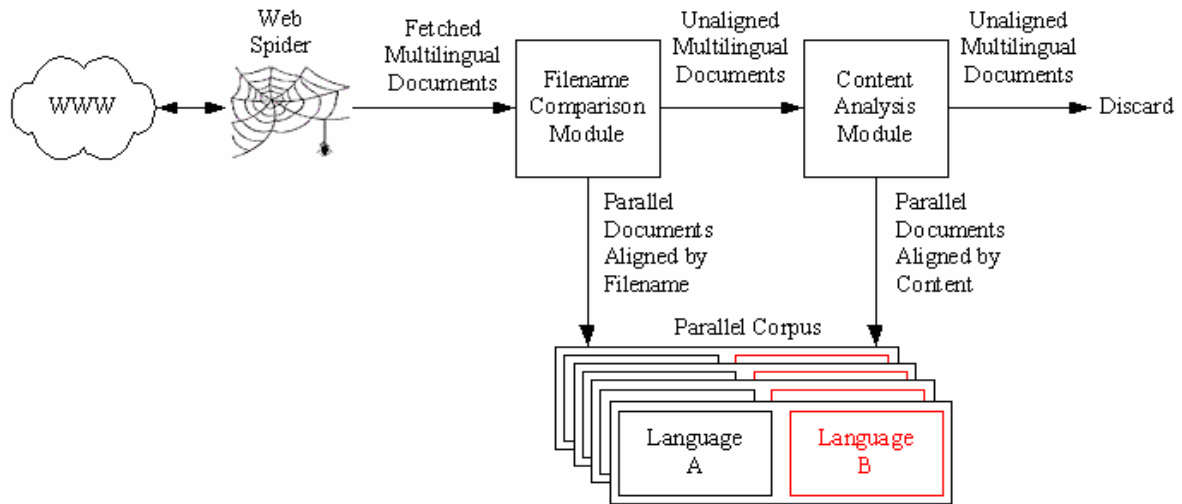 WWW
Web
Spider
Fetched
Multilingual
Documents
Filename
Comparison
Module
Unaligned
Multilingual
Documents
Content
Analysis
Module
Unaligned
Multilingual
Documents
Discard
Parallel
Documents
Aligned by
Filename
Parallel
Documents
Aligned by
Content
Parallel Corpus
Language
A
Language
B